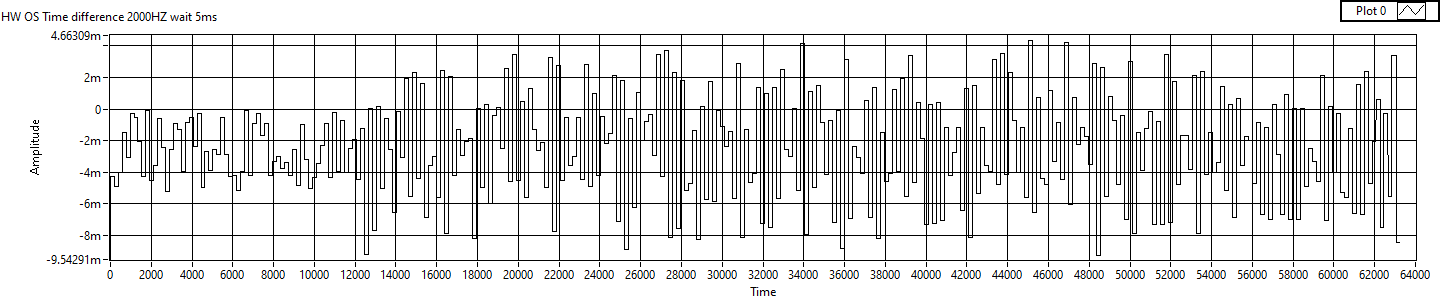 HW OS Time difference 2000HZ wait 5ms
Plot 0
4.66309m
2m
0
-2m
-4m
-6m
-8m
-9.54291m
Amplitude
0 2000 4000 6000 8000 10000 12000 14000 16000 18000 20000 22000 24000 26000 28000 30000 32000 34000 36000 38000 40000 42000 44000 46000 48000 50000 52000 54000 56000 58000 60000 62000 64000
Time